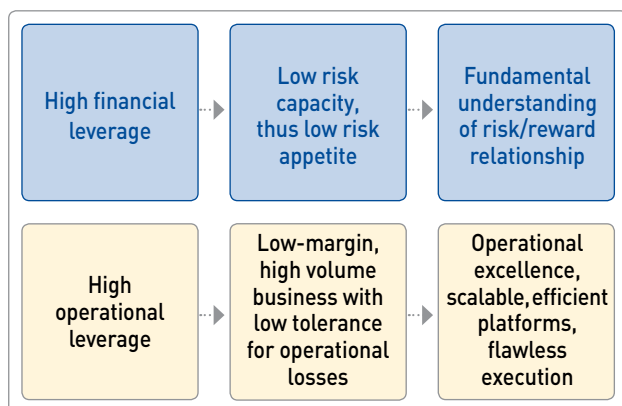 High financial
leverage
Low risk
capacity,
thus low risk
appetite
Fundamental
understanding
of risk/reward
relationship
High
operational
leverage
Low-margin,
high volume
business with
low tolerance
for operational
losses
Operational
excellence,
scalable, efficient
platforms,
flawless
execution